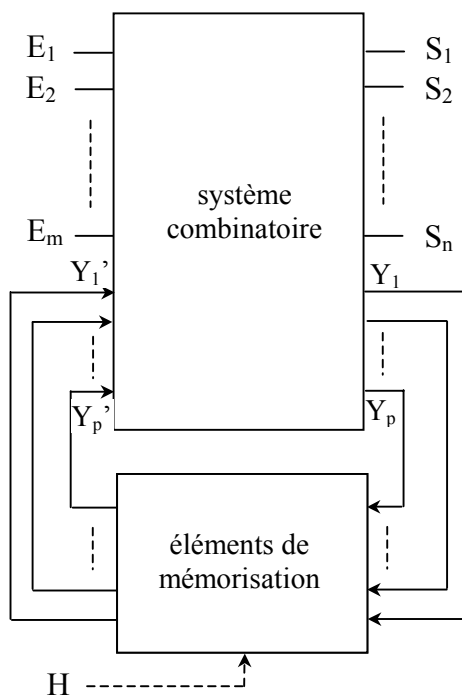 E₁ S₁
E₂ S₂
système
combinatoire
Eₘ Sₙ
Y₁’ Y₁
Yₚ’ Yₚ
éléments de
mémorisation
H